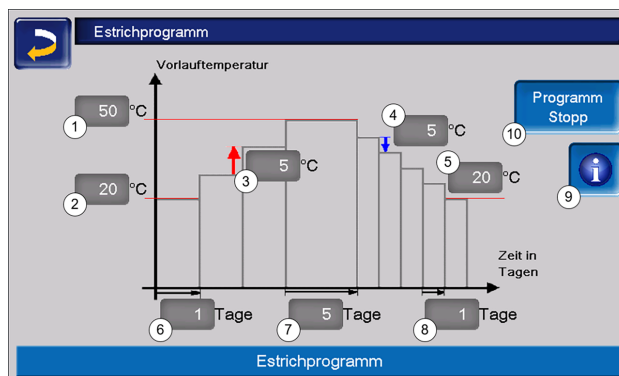 Estrichprogramm
Vorlauftemperatur
1 50 °C
4 5 °C
Programm
Stopp
10
3 5 °C
5 20 °C
2 20 °C
i
9
Zeit in
Tagen
6 1 Tage
7 5 Tage
8 1 Tage
Estrichprogramm